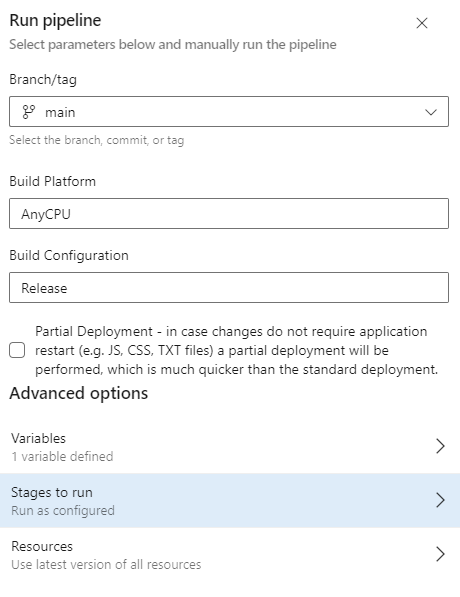 Run pipeline
Select parameters below and manually run the pipeline
Branch/tag
main
Select the branch, commit, or tag
Build Platform
AnyCPU
Build Configuration
Release
Partial Deployment - in case changes do not require application
restart (e.g. JS, CSS, TXT files) a partial deployment will be
performed, which is much quicker than the standard deployment.
Advanced options
Variables
1 variable defined
Stages to run
Run as configured
Resources
Use latest version of all resources